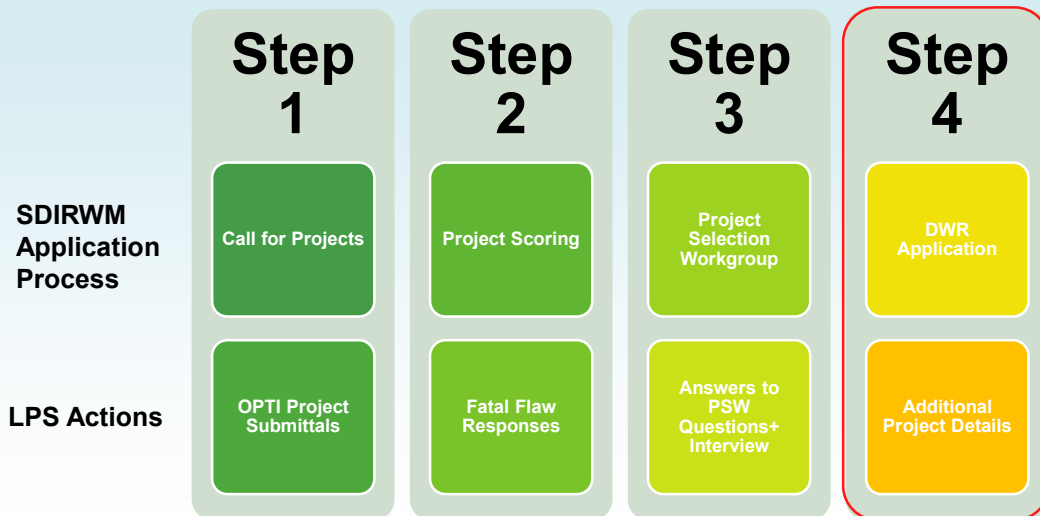 Step
1
Step
2
Step
3
Step
4
SDIRWM
Application
Process
Call for Projects
Project Scoring
Project
Selection
Workgroup
DWR
Application
LPS Actions
OPTI Project
Submittals
Fatal Flaw
Responses
Answers to
PSW
Questions+
Interview
Additional
Project Details